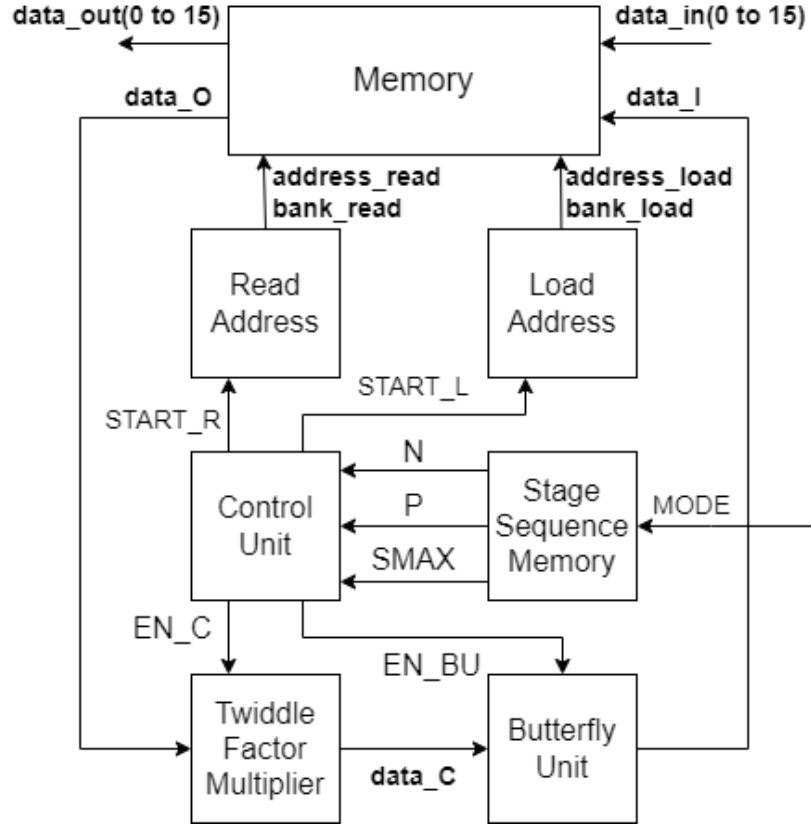 data_out(0 to 15)
data_in(0 to 15)
Memory
data_O
data_I
address_read
bank_read
address_load
bank_load
Read
Address
Load
Address
START_L
START_R
N
P
SMAX
Control
Unit
Stage
Sequence
Memory
MODE
EN_C
EN_BU
Twiddle
Factor
Multiplier
data_C
Butterfly
Unit